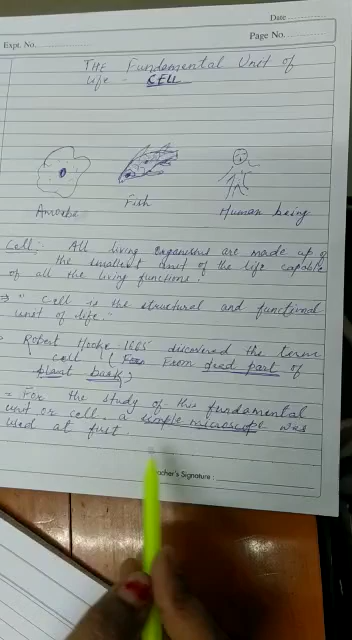 Date
Expt. No.
Page No.
THE Fundamental Unit of
Life - CELL
Amoeba
Fish
Human being
Cell: All living organisms are made up of
the smallest unit of the life capable
of all the living functions.
⇒ "Cell is the structural and functional
unit of life."
Robert Hooke 1665 discovered the term
cell ( From dead part of
plant bark;
= For the study of this fundamental
unit or cell. a simple microscope was
used at first.
eacher's Signature :